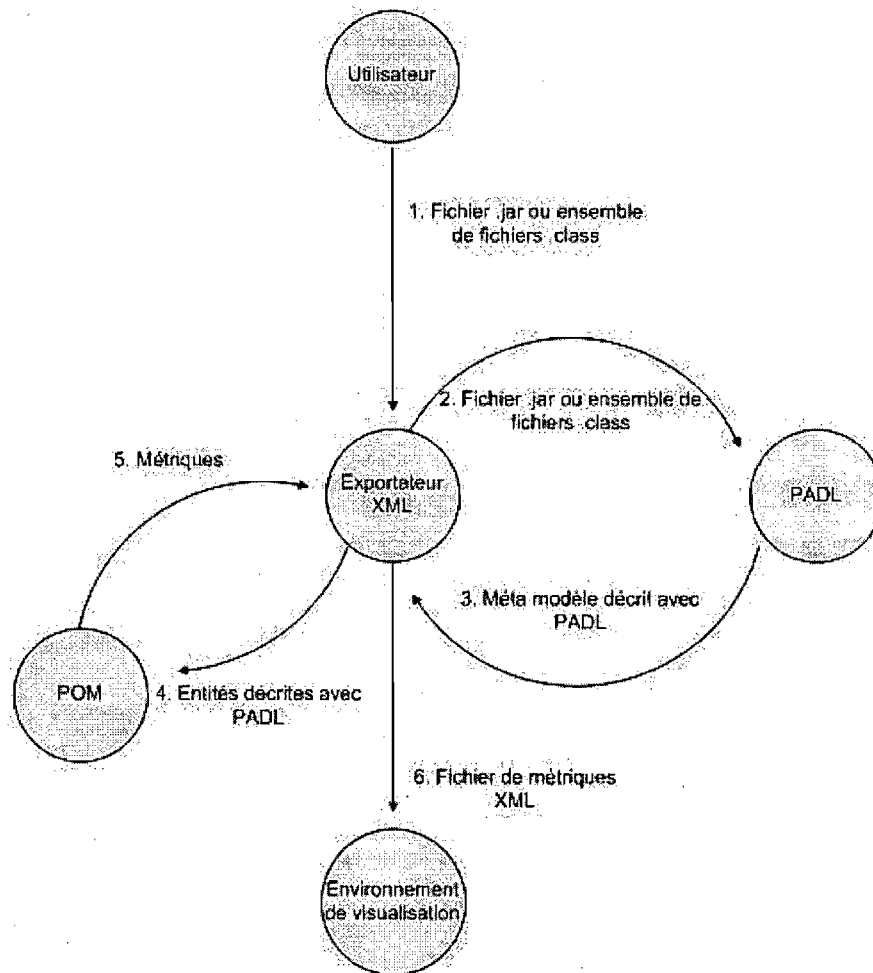 Utilisateur
1. Fichier .jar ou ensemble
de fichiers .class
2. Fichier .jar ou ensemble de
fichiers .class
5. Métriques
Exportateur
XML
PADL
3. Méta modèle décrit avec
PADL
POM
4. Entités décrites avec
PADL
6. Fichier de métriques
XML
Environnement
de visualisation